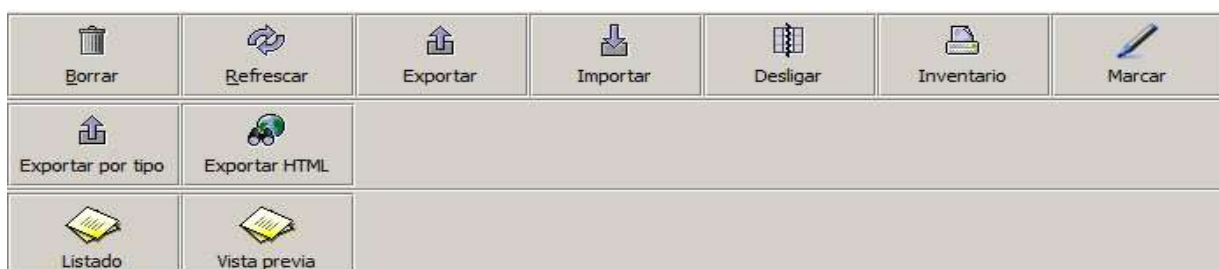 Borrar Refrescar Exportar Importar Desligar Inventario Marcar
Exportar por tipo Exportar HTML
Listado Vista previa